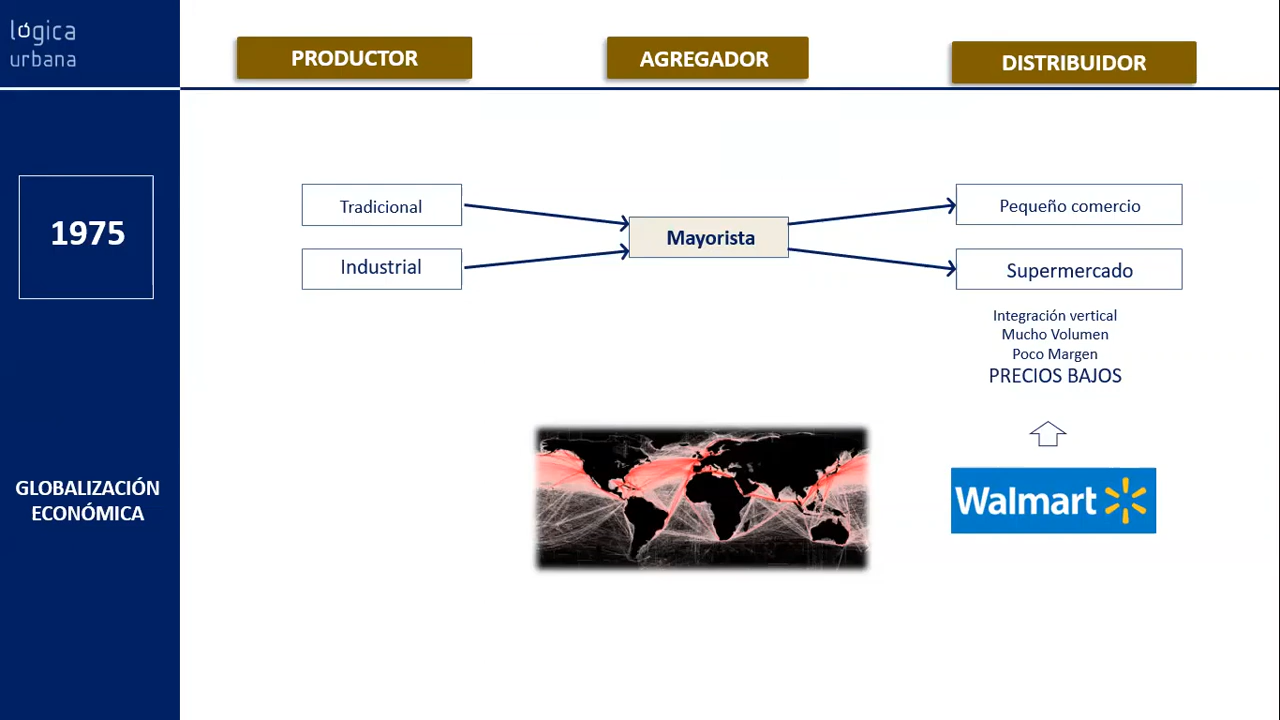 lógica
urbana
PRODUCTOR
AGREGADOR
DISTRIBUIDOR
1975
Tradicional
Industrial
Mayorista
Pequeño comercio
Supermercado
Integración vertical
Mucho Volumen
Poco Margen
PRECIOS BAJOS
GLOBALIZACIÓN
ECONÓMICA
Walmart